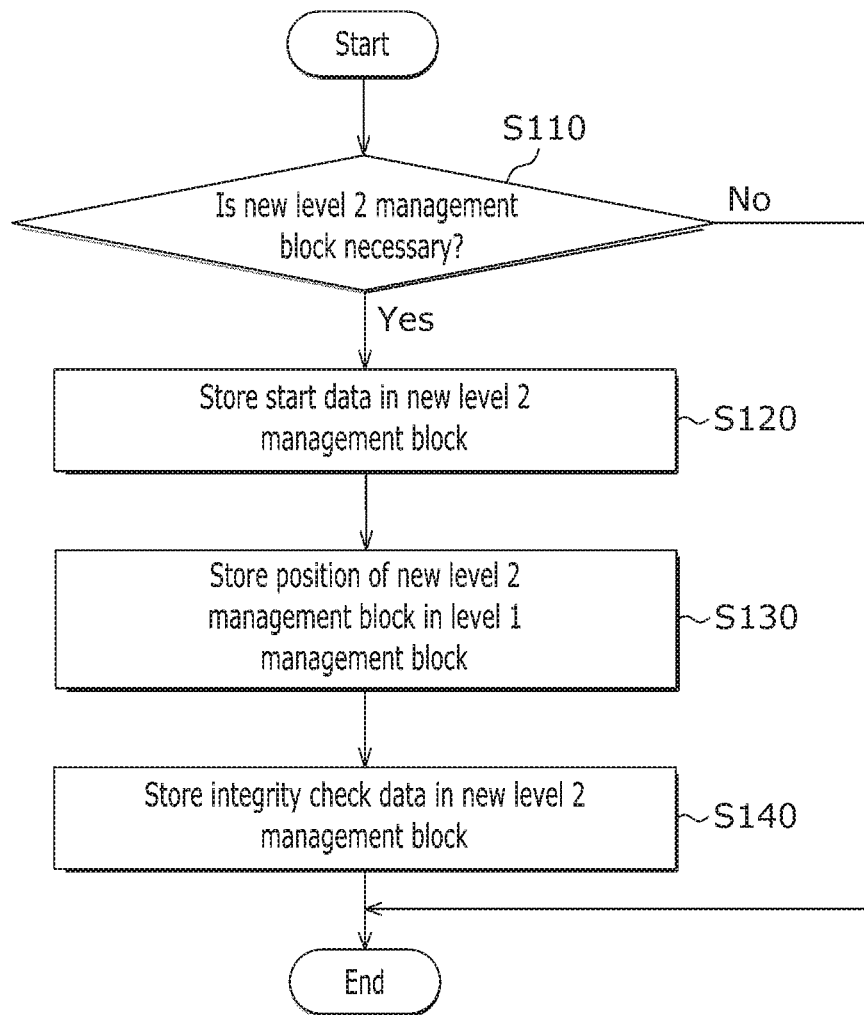 Start
S110
Is new level 2 management
block necessary?
No
Yes
Store start data in new level 2
management block
S120
Store position of new level 2
management block in level 1
management block
S130
Store integrity check data in new level 2
management block
S140
End